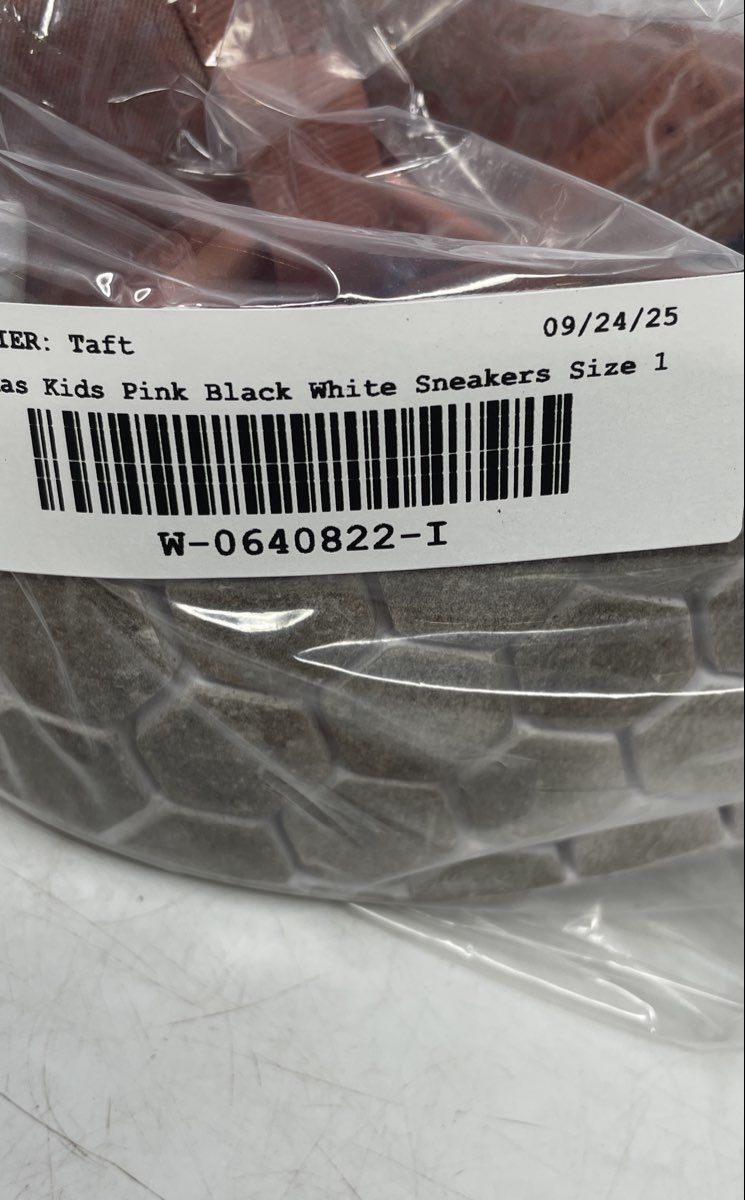 IER: Taft
09/24/25
as Kids Pink Black White Sneakers Size 1
W-0640822-I